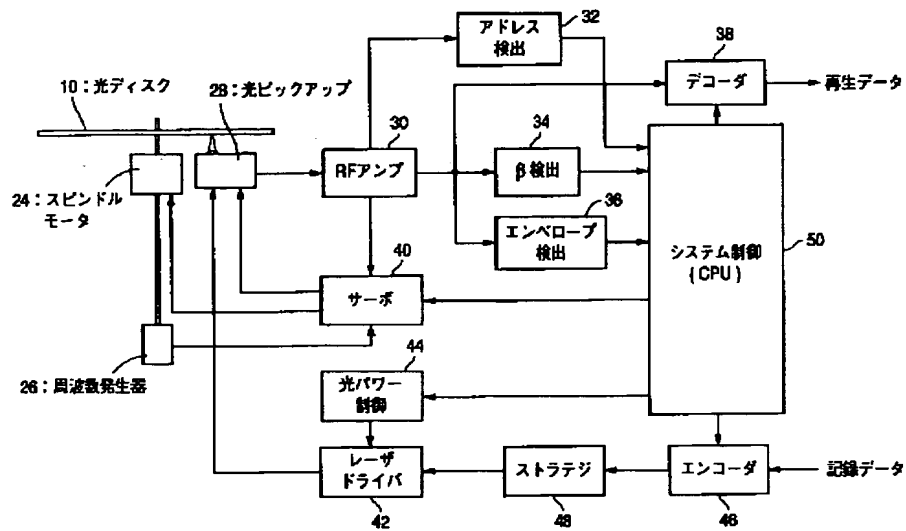 32
アドレス
検出
38
デコーダ
再生データ
10：光ディスク
28：光ピックアップ
30
RFアンプ
34
β検出
36
エンベロープ
検出
24：スピンドル
モータ
システム制御
(CPU)
50
40
サーボ
44
光パワー
制御
26：周波数発生器
レーザ
ドライバ
42
ストラテジ
48
エンコーダ
46
記録データ